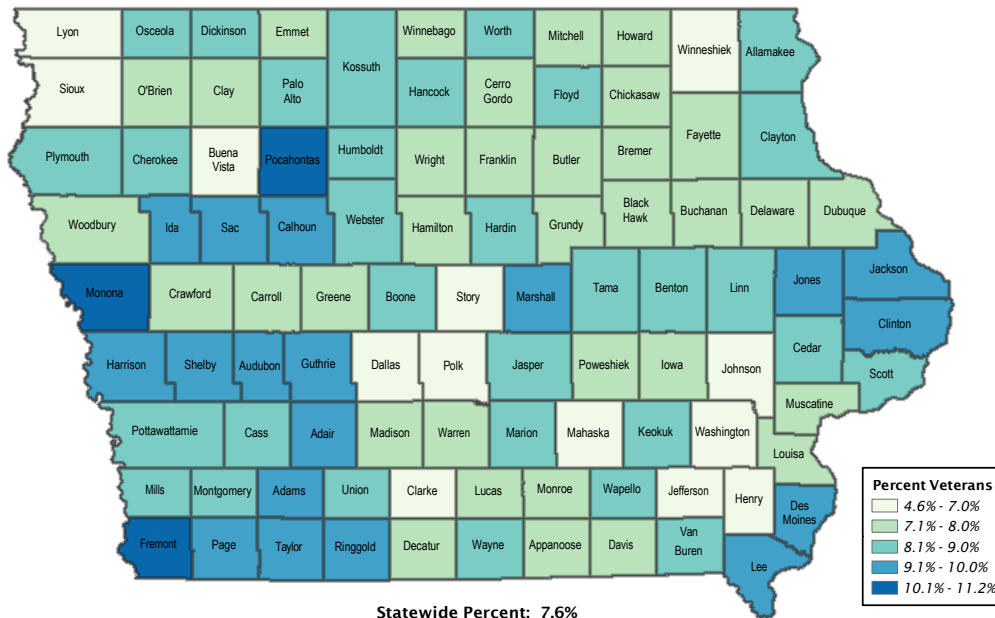 Lyon
Osceola
Dickinson
Emmet
Winnebago
Worth
Mitchell
Howard
Winneshiek
Allamakee
Kossuth
Sioux
O'Brien
Clay
Palo
Alto
Hancock
Cerro
Gordo
Floyd
Chickasaw
Fayette
Clayton
Plymouth
Cherokee
Buena
Vista
Pocahontas
Humboldt
Wright
Franklin
Butler
Bremer
Woodbury
Ida
Sac
Calhoun
Webster
Hamilton
Hardin
Grundy
Black
Hawk
Buchanan
Delaware
Dubuque
Monona
Crawford
Carroll
Greene
Boone
Story
Marshall
Tama
Benton
Linn
Jones
Jackson
Clinton
Harrison
Shelby
Audubon
Guthrie
Dallas
Polk
Jasper
Poweshiek
Iowa
Johnson
Cedar
Scott
Muscatine
Pottawattamie
Cass
Adair
Madison
Warren
Marion
Mahaska
Keokuk
Washington
Louisa
Mills
Montgomery
Adams
Union
Clarke
Lucas
Monroe
Wapello
Jefferson
Henry
Des
Moines
Fremont
Page
Taylor
Ringgold
Decatur
Wayne
Appanoose
Davis
Van
Buren
Lee
Percent Veterans
4.6% - 7.0%
7.1% - 8.0%
8.1% - 9.0%
9.1% - 10.0%
10.1% - 11.2%
Statewide Percent: 7.6%